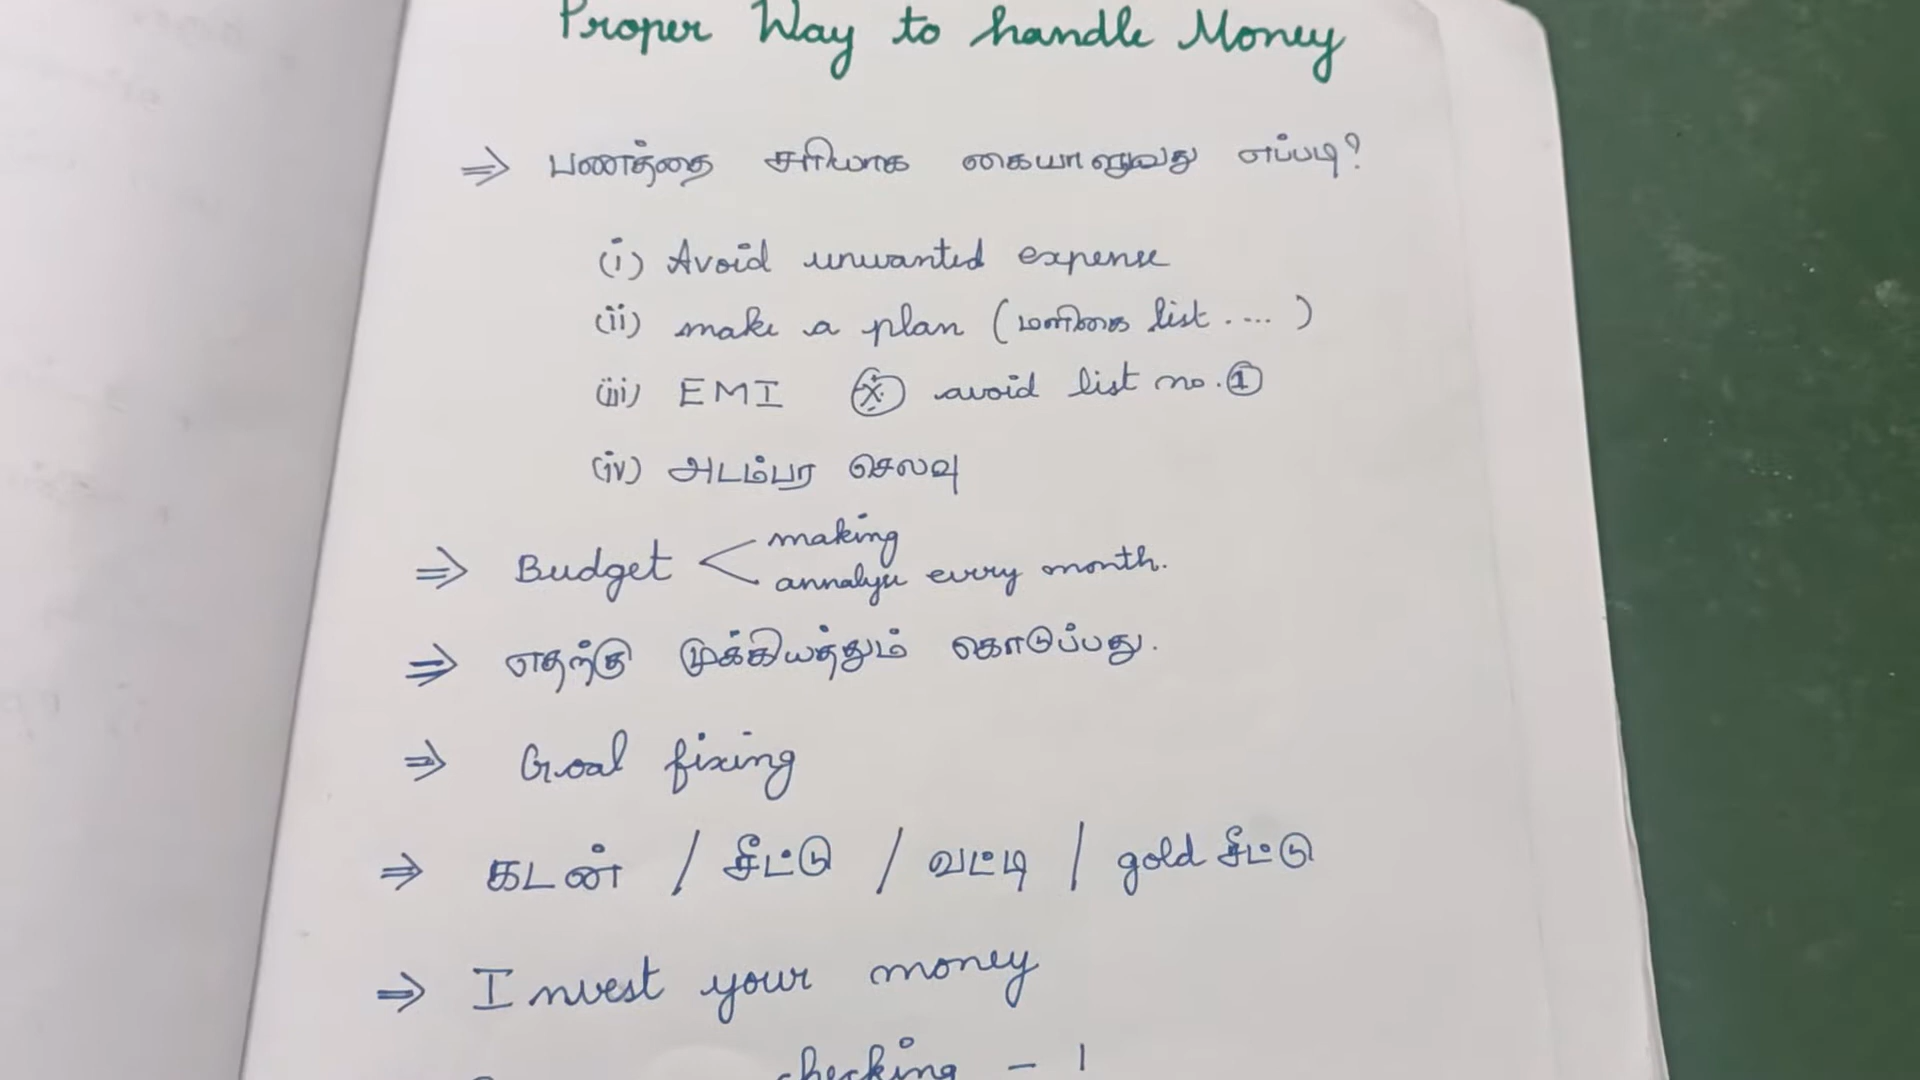 Proper Way to handle Money
⇒ பணத்தை சரியாக கையாளுவது எப்படி?
(i) Avoid unwanted expense
(ii) make a plan (மளிகை list ....)
(iii) EMI ⓧ avoid list no. ①
(iv) அடம்பர செலவு
⇒ Budget < making
annalyse every month.
⇒ எதற்கு முக்கியத்தும் கொடுப்பது.
⇒ Goal fixing
⇒ கடன் / சீட்டு / வட்டி / gold சீட்டு
⇒ Invest your money
checking - 1